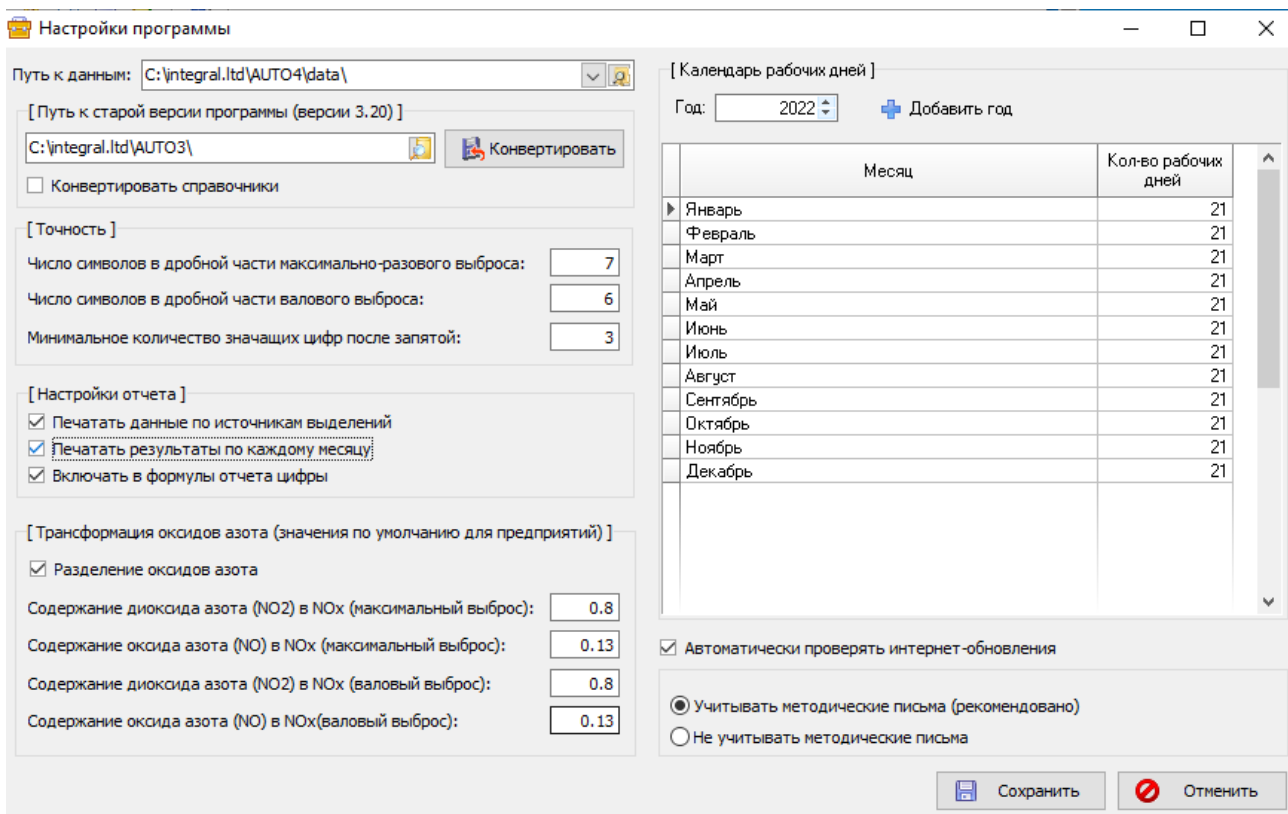 Настройки программы
Путь к данным: C:\integral.ltd\AUTO4\data\
[ Путь к старой версии программы (версии 3.20) ]
C:\integral.ltd\AUTO3\ Конвертировать
Конвертировать справочники
[ Точность ]
Число символов в дробной части максимально-разового выброса: 7
Число символов в дробной части валового выброса: 6
Минимальное количество значащих цифр после запятой: 3
[ Настройки отчета ]
Печатать данные по источникам выделений
Печатать результаты по каждому месяцу
Включать в формулы отчета цифры
[ Трансформация оксидов азота (значения по умолчанию для предприятий) ]
Разделение оксидов азота
Содержание диоксида азота (NO2) в NOx (максимальный выброс): 0.8
Содержание оксида азота (NO) в NOx (максимальный выброс): 0.13
Содержание диоксида азота (NO2) в NOx (валовый выброс): 0.8
Содержание оксида азота (NO) в NOx(валовый выброс): 0.13
[ Календарь рабочих дней ]
Год: 2022 Добавить год
Месяц Кол-во рабочих
дней
Январь 21
Февраль 21
Март 21
Апрель 21
Май 21
Июнь 21
Июль 21
Август 21
Сентябрь 21
Октябрь 21
Ноябрь 21
Декабрь 21
Автоматически проверять интернет-обновления
Учитывать методические письма (рекомендовано)
Не учитывать методические письма
Сохранить Отменить